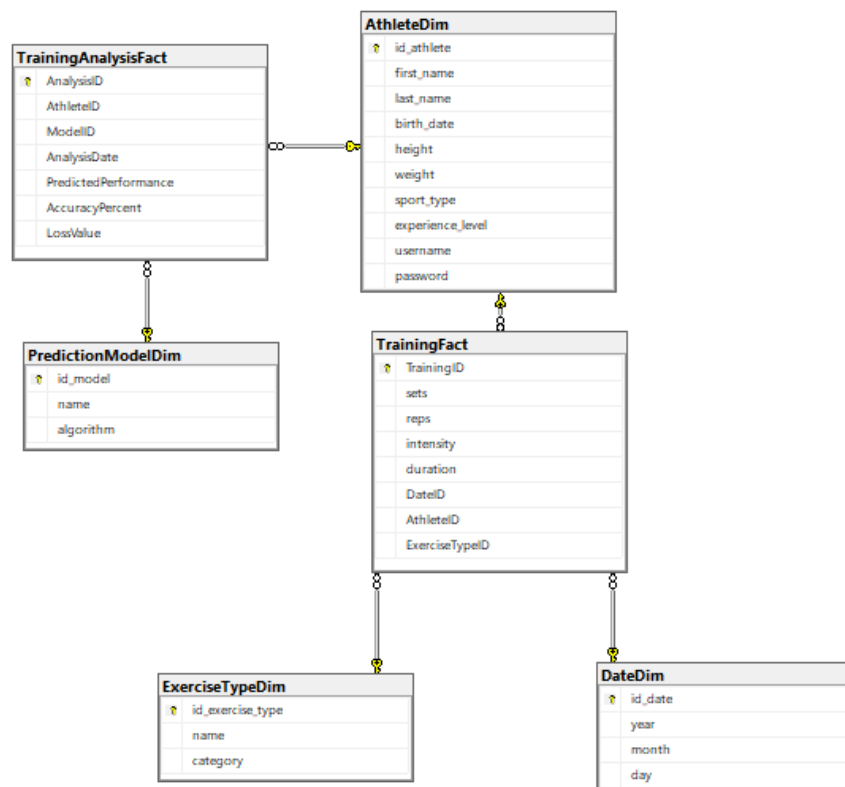 TrainingAnalysisFact
AnalysisID
AthleteID
ModelID
AnalysisDate
PredictedPerformance
AccuracyPercent
LossValue
AthleteDim
id_athlete
first_name
last_name
birth_date
height
weight
sport_type
experience_level
username
password
PredictionModelDim
id_model
name
algorithm
TrainingFact
TrainingID
sets
reps
intensity
duration
DateID
AthleteID
ExerciseTypeID
ExerciseTypeDim
id_exercise_type
name
category
DateDim
id_date
year
month
day